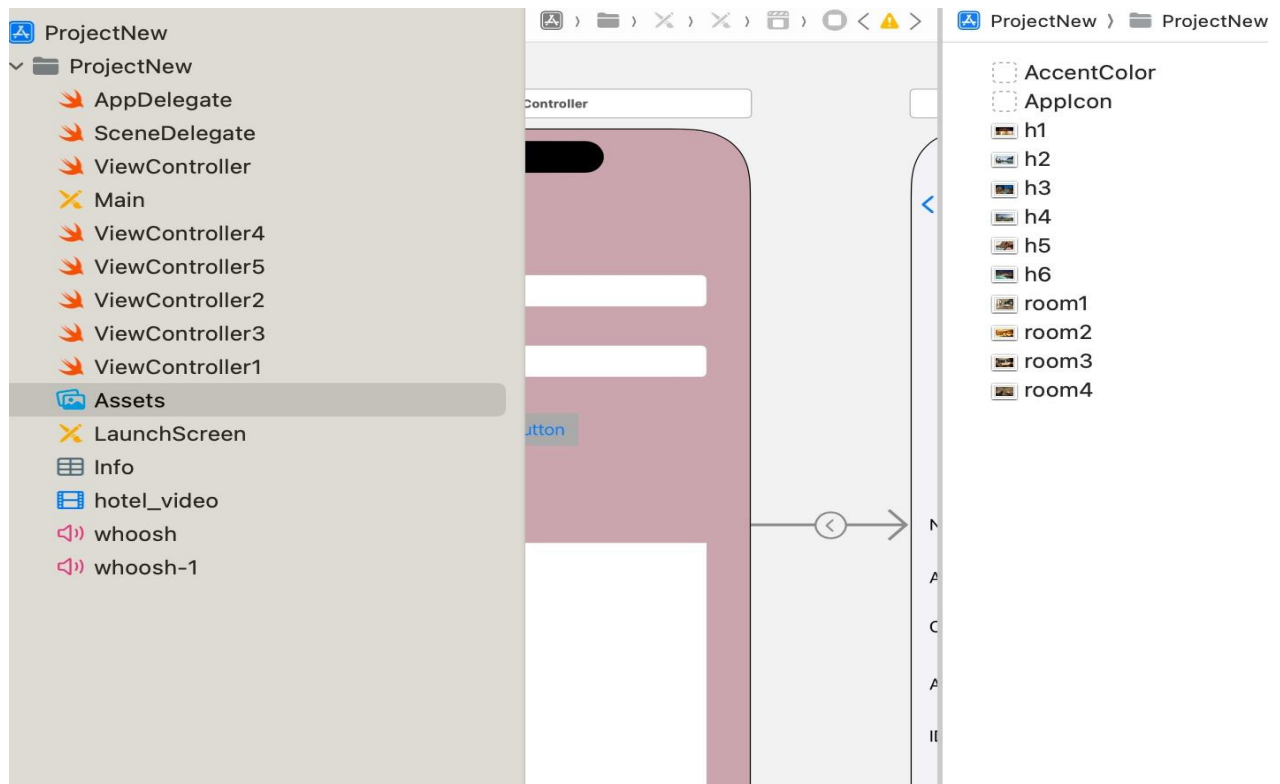 ProjectNew
ProjectNew
AppDelegate
SceneDelegate
ViewController
Main
ViewController4
ViewController5
ViewController2
ViewController3
ViewController1
Assets
LaunchScreen
Info
hotel_video
whoosh
whoosh-1
Controller
utton
A
ProjectNew 〉 ProjectNew
AccentColor
AppIcon
h1
h2
h3
h4
h5
h6
room1
room2
room3
room4